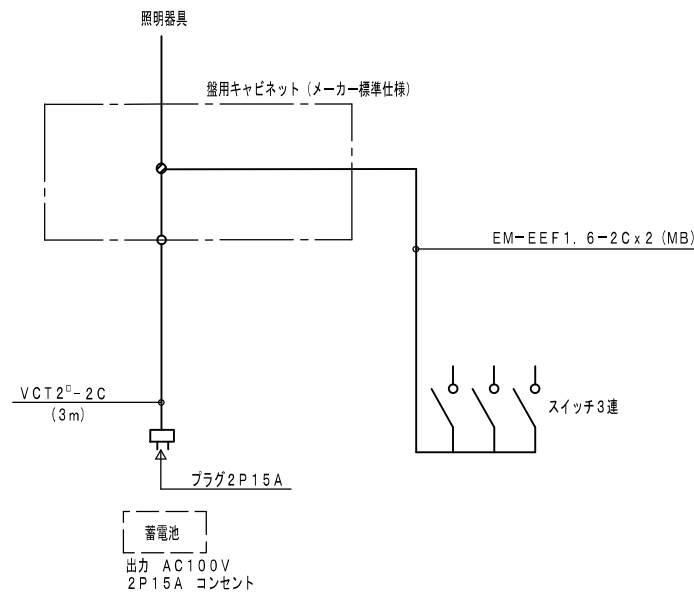 照明器具
盤用キャビネット（メーカー標準仕様）
EM－EEF1．6－2C×2（MB）
VCT2□－2C
（3m）
スイッチ3連
プラグ2P15A
蓄電池
出力　AC100V
2P15A　コンセント